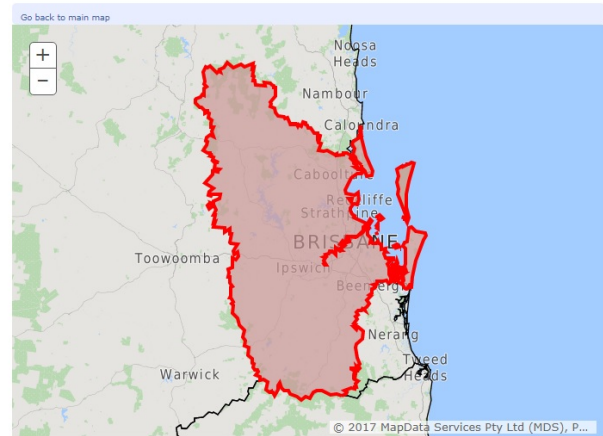 Go back to main map
+
−
Noosa
Heads
Nambour
Caloundra
Caboolture
Redcliffe
Strathpine
BRISBANE
Toowoomba
Ipswich
Beenleigh
Nerang
Tweed
Heads
Warwick
© 2017 MapData Services Pty Ltd (MDS), P...